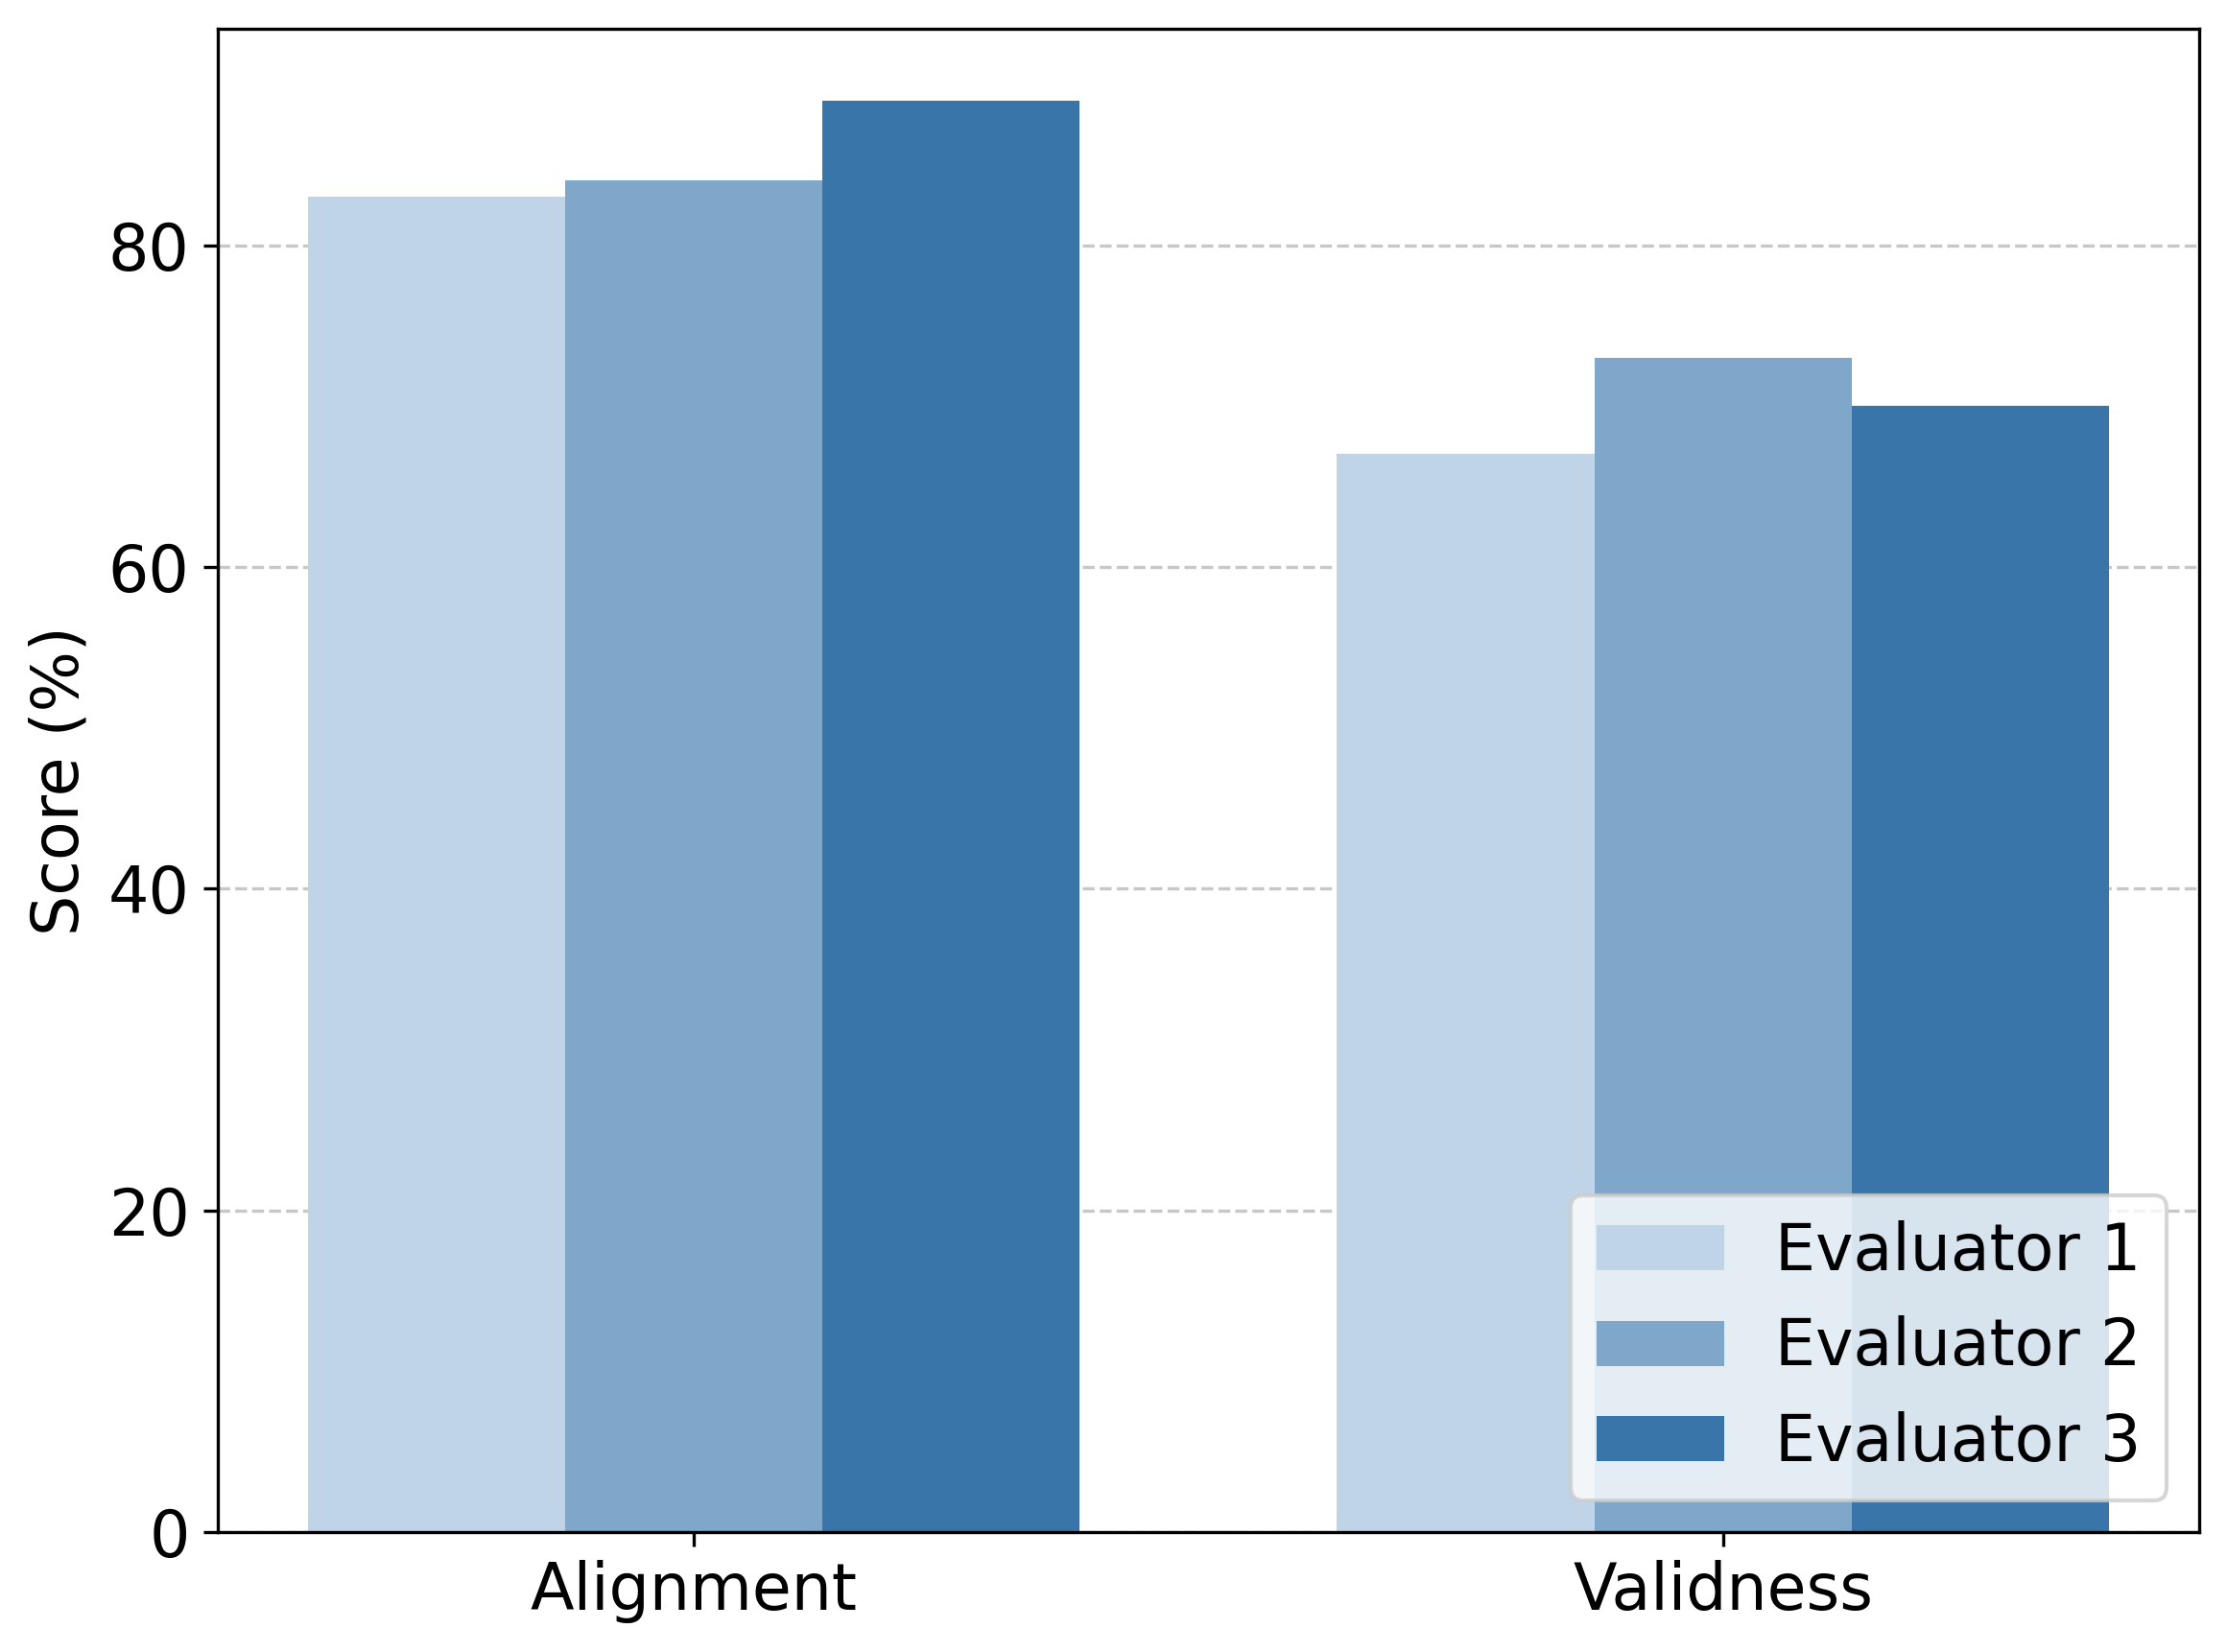 Score (%)
80
60
40
20
0
Alignment
Validness
Evaluator 1
Evaluator 2
Evaluator 3